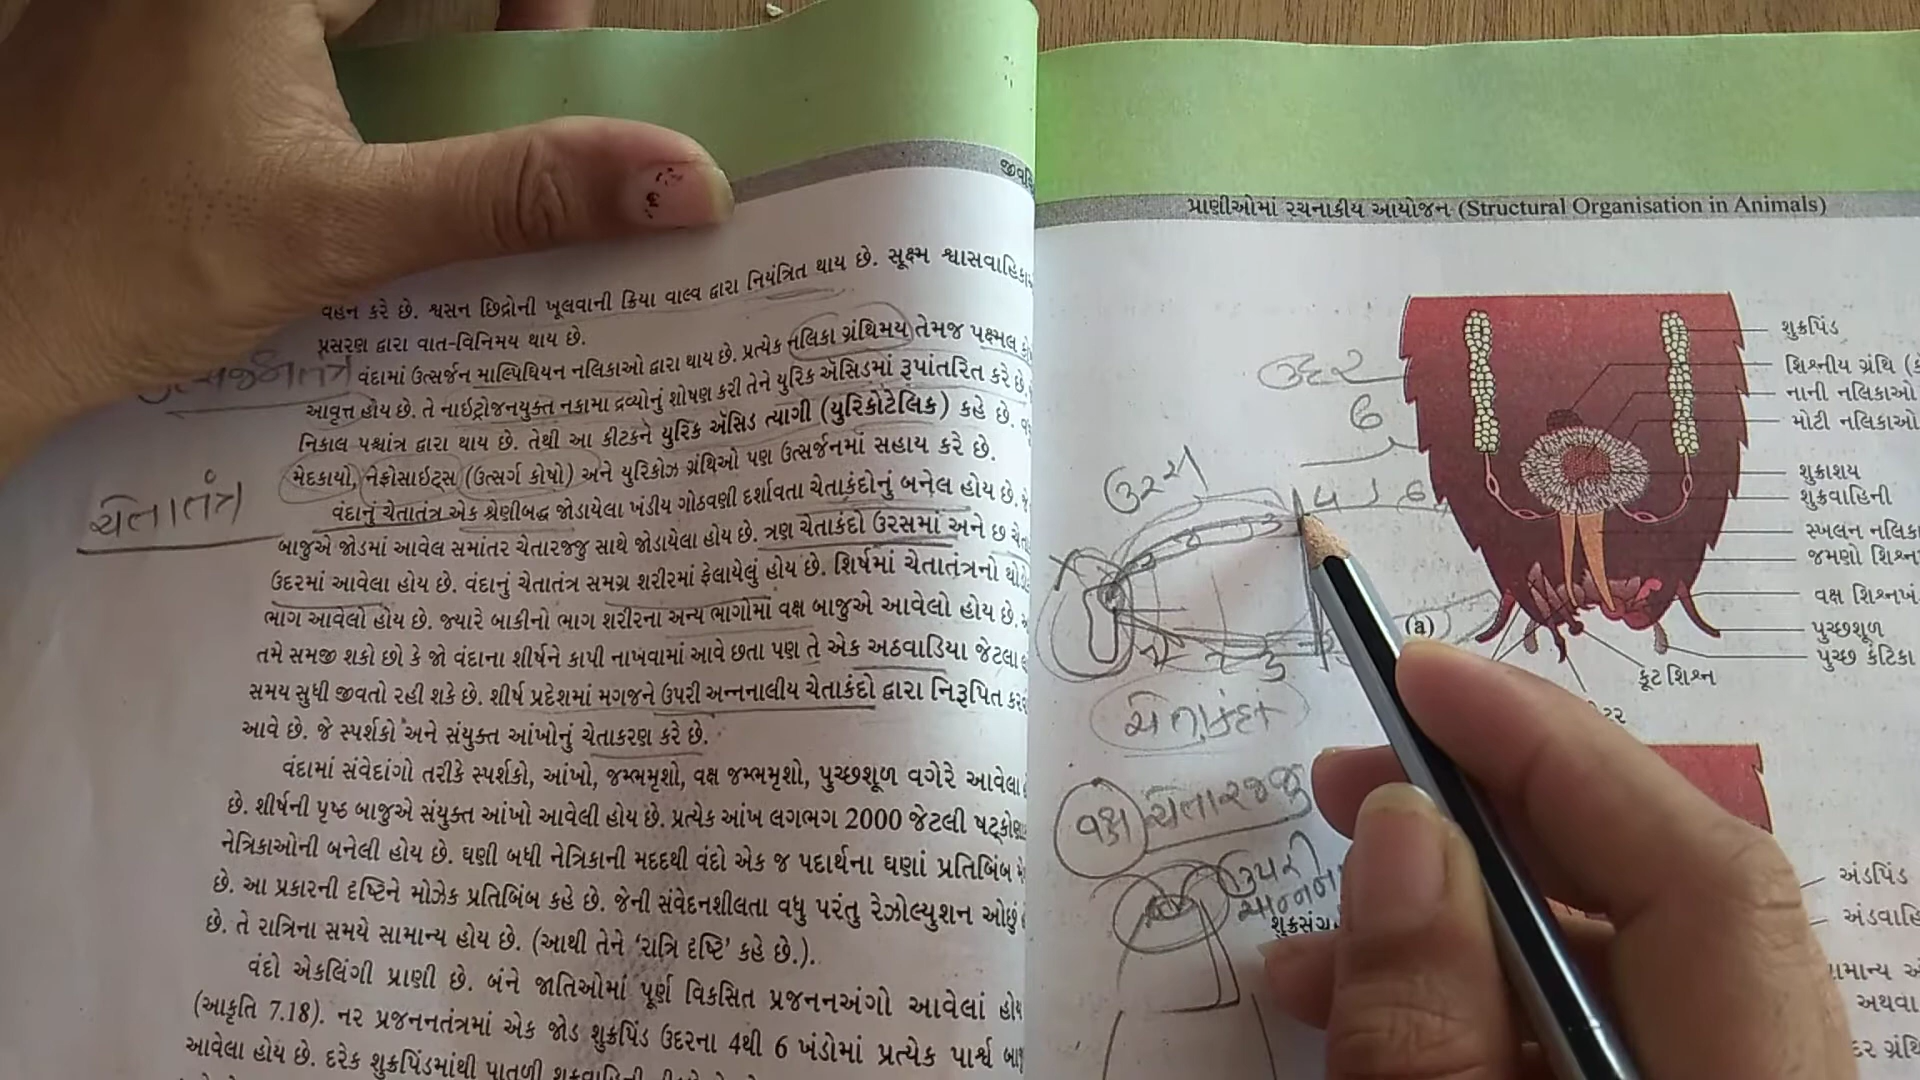 પ્રસરણ દ્વારા વાત-વિનિમય થાય છે.
વહન કરે છે. શ્વસન છિદ્રોની ખૂલવાની ક્રિયા વાલ્વ દ્વારા નિયંત્રિત થાય છે. સૂક્ષ્મ
વંદામાં ઉત્સર્જન માલ્પિઘિયન નલિકાઓ દ્વારા થાય છે. પ્રત્યેક નલિકા ગ્રંથિમય તેમજ પક્ષ્મલ
આવૃત્ત હોય છે. તે નાઇટ્રોજનયુક્ત નકામા દ્રવ્યોનું શોષણ કરી તેને યુરિક ઍસિડમાં રૂપાંતરિત કરે છે.
નિકાલ પશ્ચાંત્ર દ્વારા થાય છે. તેથી આ કીટકને યુરિક ઍસિડ ત્યાગી (યુરિકોટેલિક) કહે છે.
મેદકાયો, નેફ્રોસાઇટ્સ (ઉત્સર્ગ કોષો) અને યુરિકોઝ ગ્રંથિઓ પણ ઉત્સર્જનમાં સહાય કરે છે.
ચેતાતંત્ર
વંદાનું ચેતાતંત્ર એક શ્રેણીબદ્ધ જોડાયેલા ખંડીય ગોઠવણી દર્શાવતા ચેતાકંદોનું બનેલ હોય છે.
બાજુએ જોડમાં આવેલ સમાંતર ચેતારજ્જુ સાથે જોડાયેલા હોય છે. ત્રણ ચેતાકંદો ઉરસમાં અને છ
ઉદરમાં આવેલા હોય છે. વંદાનું ચેતાતંત્ર સમગ્ર શરીરમાં ફેલાયેલું હોય છે. શિર્ષમાં ચેતાતંત્રનો
ભાગ આવેલો હોય છે. જ્યારે બાકીનો ભાગ શરીરના અન્ય ભાગોમાં વક્ષ બાજુએ આવેલો હોય છે.
તમે સમજી શકો છો કે જો વંદાના શીર્ષને કાપી નાખવામાં આવે છતા પણ તે એક અઠવાડિયા જેટલા
સમય સુધી જીવતો રહી શકે છે. શીર્ષ પ્રદેશમાં મગજને ઉપરી અન્નનાલીય ચેતાકંદો દ્વારા નિરૂપિત
આવે છે. જે સ્પર્શકો અને સંયુક્ત આંખોનું ચેતાકરણ કરે છે.
વંદામાં સંવેદાંગો તરીકે સ્પર્શકો, આંખો, જમ્ભમૃશો, વક્ષ જમ્ભમૃશો, પુચ્છશૂળ વગેરે આવેલા
છે. શીર્ષની પૃષ્ઠ બાજુએ સંયુક્ત આંખો આવેલી હોય છે. પ્રત્યેક આંખ લગભગ 2000 જેટલી
નેત્રિકાઓની બનેલી હોય છે. ઘણી બધી નેત્રિકાની મદદથી વંદો એક જ પદાર્થના ઘણાં પ્રતિબિંબ
છે. આ પ્રકારની દૃષ્ટિને મોઝેક પ્રતિબિંબ કહે છે. જેની સંવેદનશીલતા વધુ પરંતુ રેઝોલ્યુશન ઓછું
છે. તે રાત્રિના સમયે સામાન્ય હોય છે. (આથી તેને ‘રાત્રિ દૃષ્ટિ’ કહે છે.).
વંદો એકલિંગી પ્રાણી છે. બંને જાતિઓમાં પૂર્ણ વિકસિત પ્રજનનઅંગો આવેલાં હોય
(આકૃતિ 7.18). નર પ્રજનનતંત્રમાં એક જોડ શુક્રપિંડ ઉદરના 4થી 6 ખંડોમાં પ્રત્યેક પાર્શ્વ
આવેલા હોય છે. દરેક શુક્રપિંડમાંથી પાતળી
પ્રાણીઓમાં રચનાકીય આયોજન (Structural Organisation in Animals)
શુક્રપિંડ
શિશ્નીય ગ્રંથિ
નાની નલિકાઓ
મોટી નલિકાઓ
શુક્રાશય
શુક્રવાહિની
સ્ખલન
જમણો
વક્ષ
પુચ્છશૂળ
પુચ્છ કંટિકા
કૂટ શિશ્ન
(a)
ઉદર
ઉરસ
ચેતાકંદ
વક્ષ ચેતારજ્જુ
ઉપરી
અંડપિંડ
અથવા